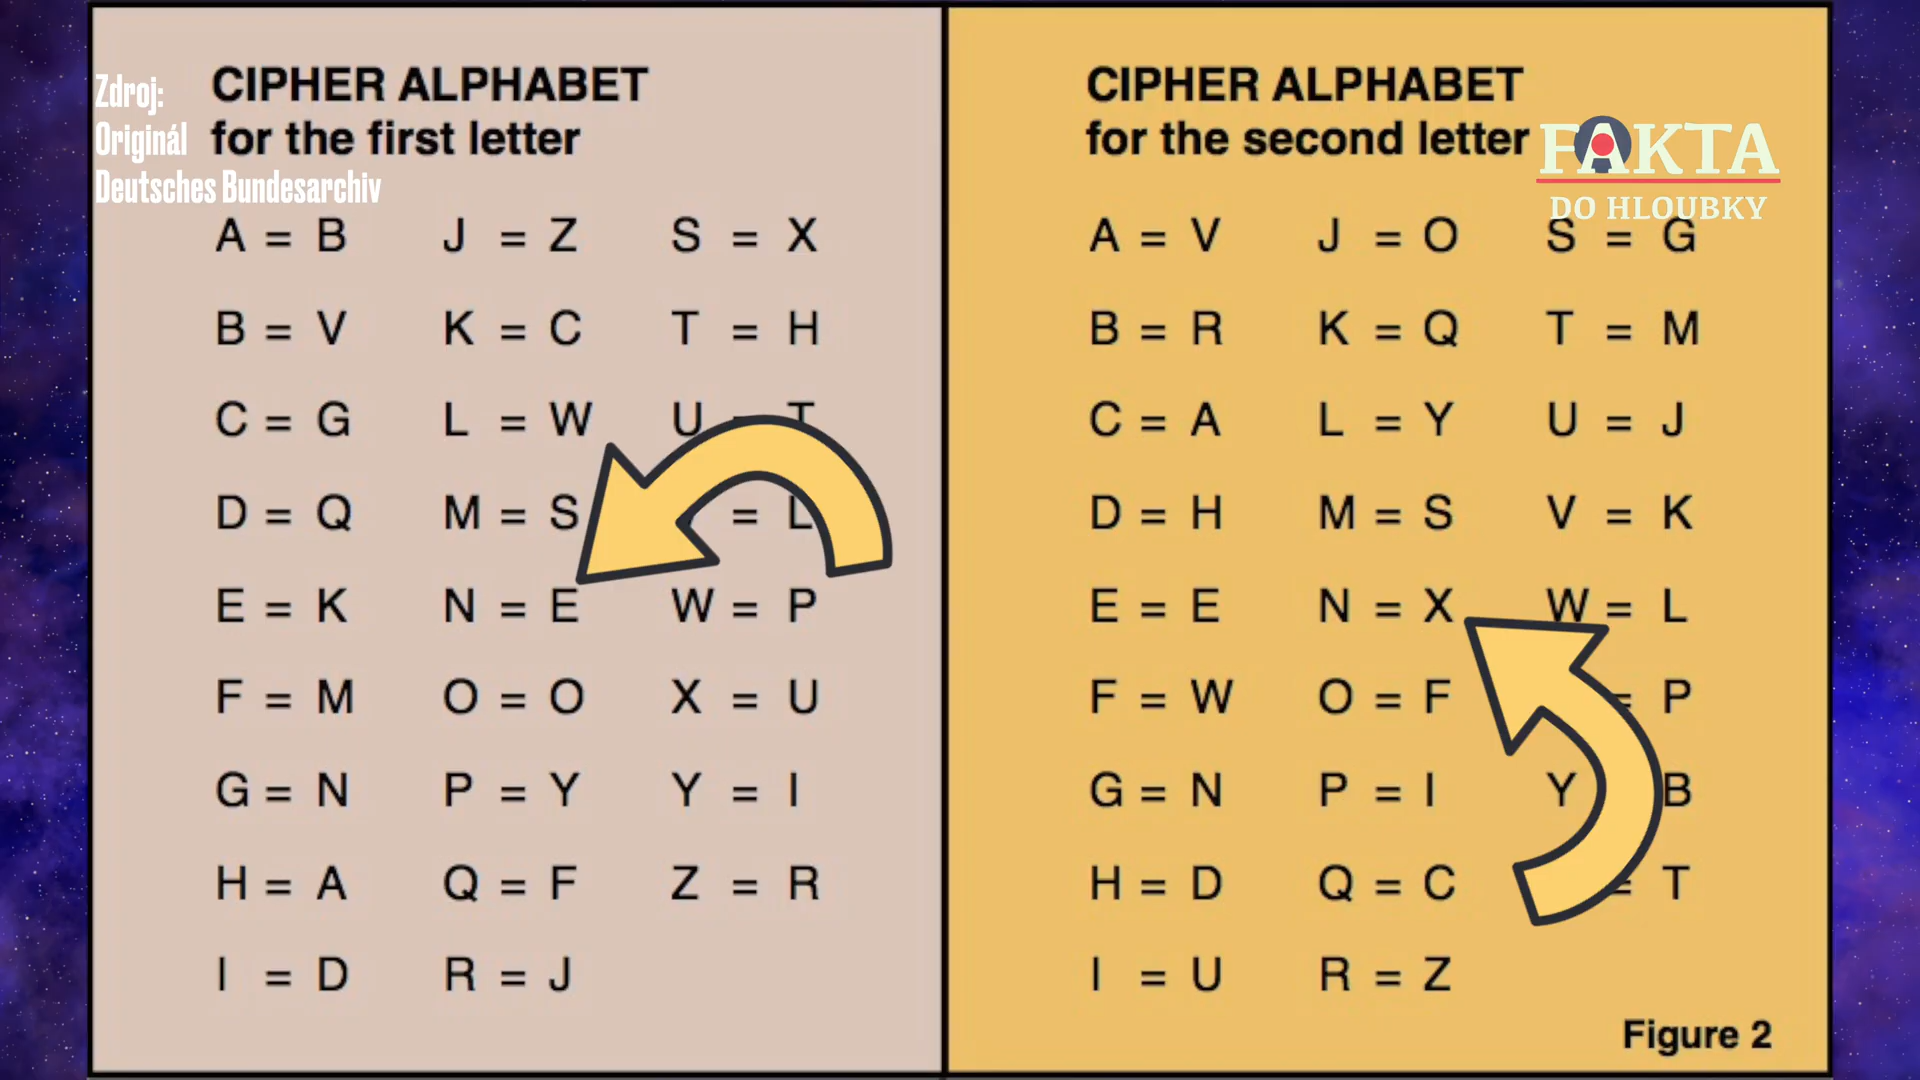 Zdroj:
Originál
Deutsches Bundesarchiv
CIPHER ALPHABET
for the first letter
A = B J = Z S = X
B = V K = C T = H
C = G L = W U
D = Q M = S = L
E = K N = E W = P
F = M O = O X = U
G = N P = Y Y = I
H = A Q = F Z = R
I = D R = J
CIPHER ALPHABET
for the second letter
FAKTA
DO HLOUBKY
A = V J = O S = G
B = R K = Q T = M
C = A L = Y U = J
D = H M = S V = K
E = E N = X W = L
F = W O = F P
G = N P = I Y B
H = D Q = C = T
I = U R = Z
Figure 2